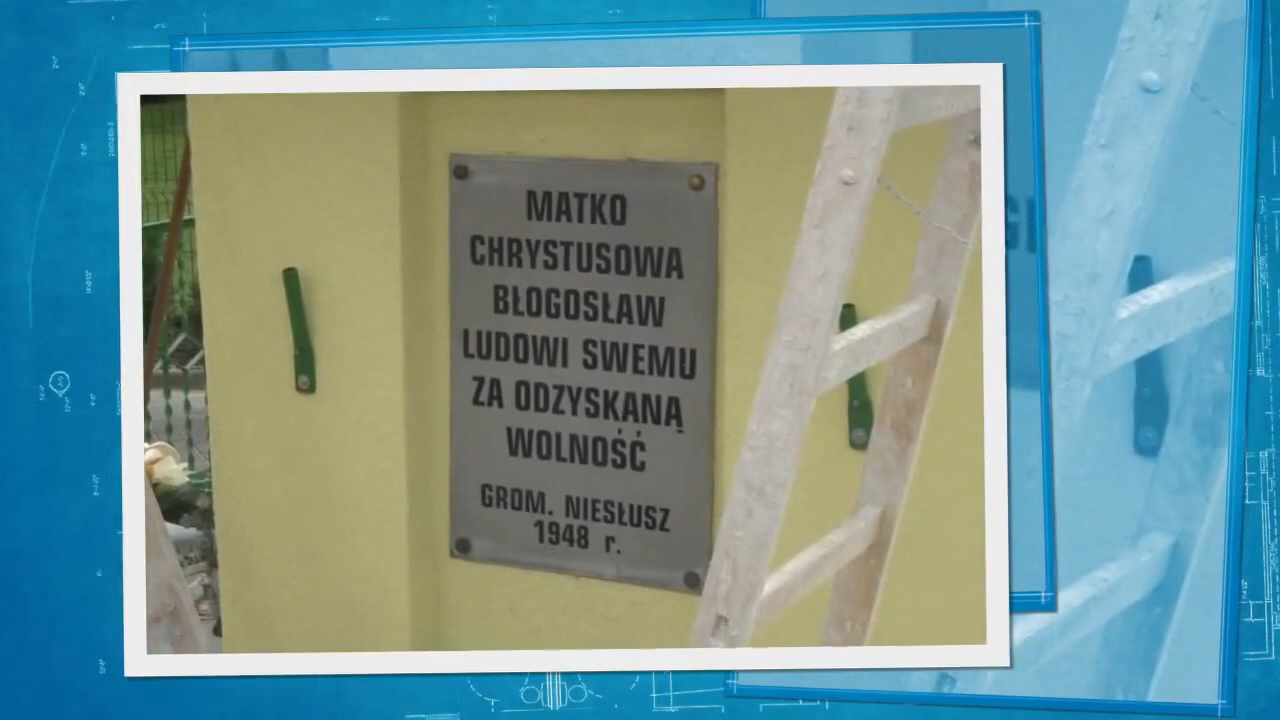 MATKO
CHRYSTUSOWA
BŁOGOSŁAW
LUDOWI SWEMU
ZA ODZYSKANĄ
WOLNOŚĆ
GROM. NIESŁUSZ
1948 r.